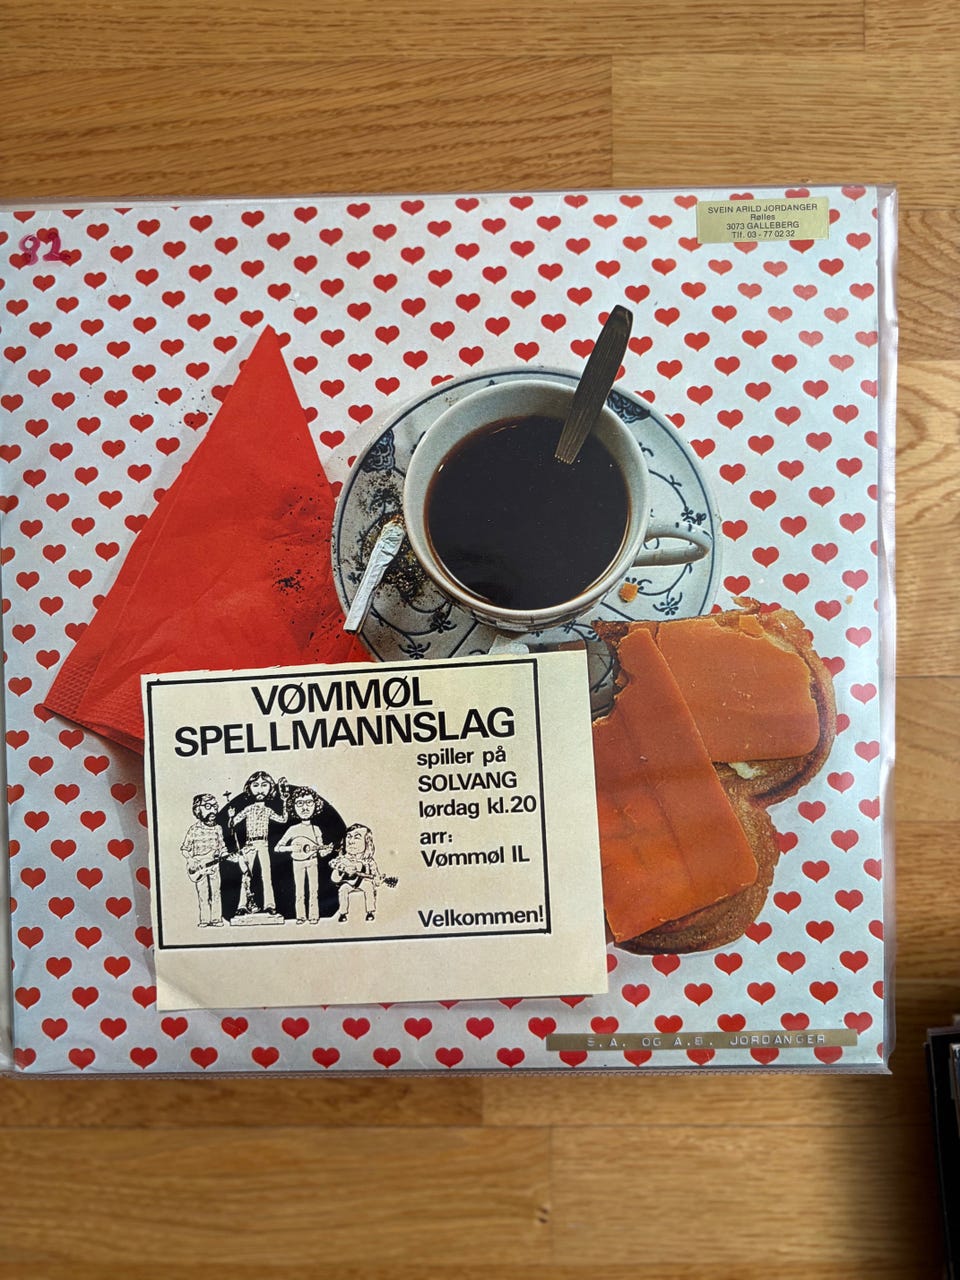 82
SVEIN ARILD JORDANGER
Rølles
3073 GALLEBERG
Tlf. 03 - 77 02 32
VØMMØL
SPELLMANNSLAG
spiller på
SOLVANG
lørdag kl.20
arr:
Vømmøl IL
Velkommen!
S.A. OG A.B. JORDANGER